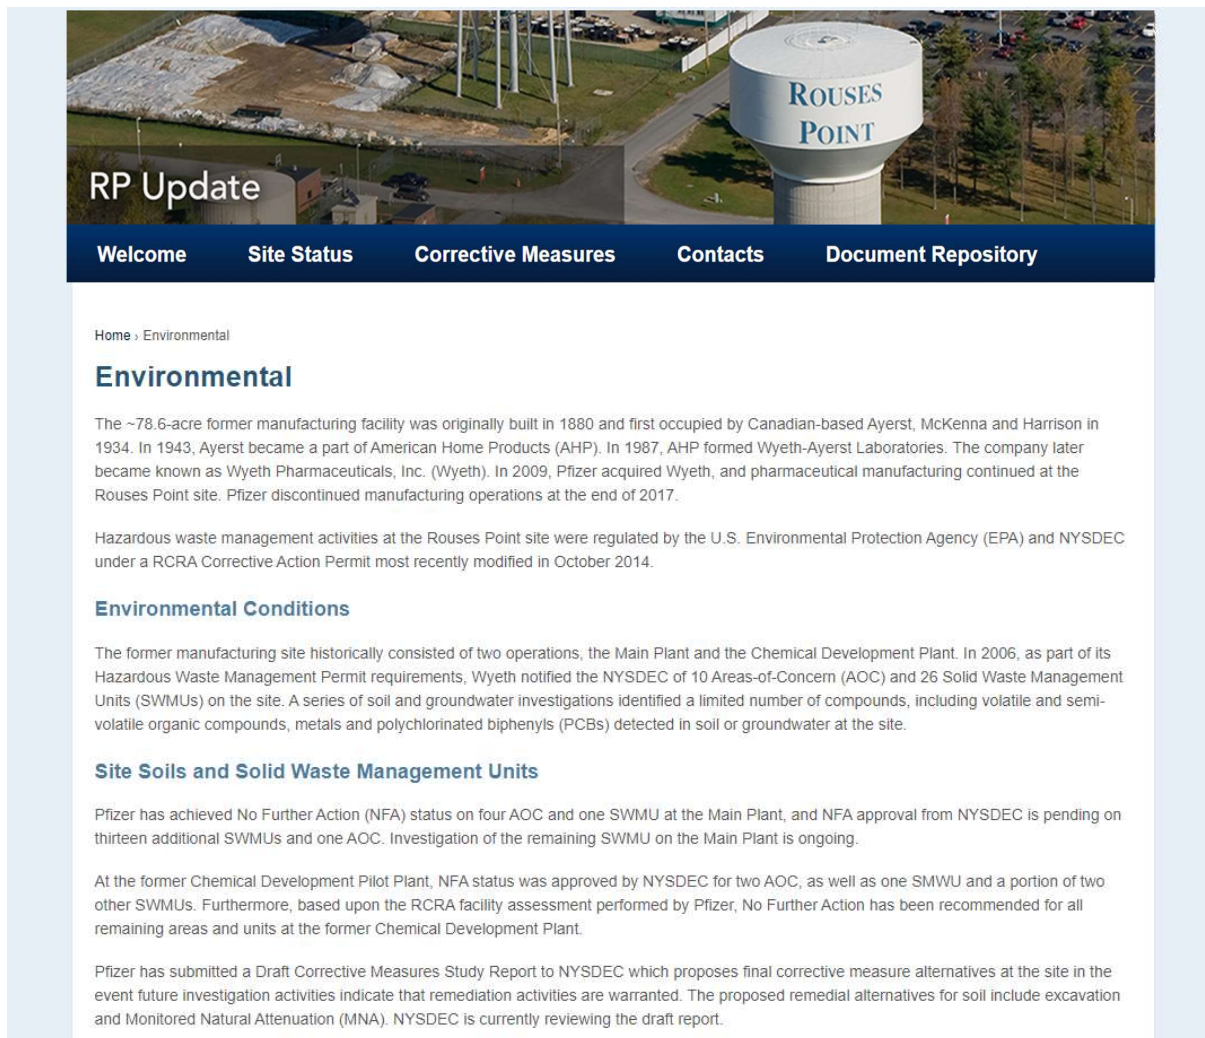 ROUSES
POINT
RP Update
Welcome Site Status Corrective Measures Contacts Document Repository
Home › Environmental
Environmental
The ~78.6-acre former manufacturing facility was originally built in 1880 and first occupied by Canadian-based Ayerst, McKenna and Harrison in
1934. In 1943, Ayerst became a part of American Home Products (AHP). In 1987, AHP formed Wyeth-Ayerst Laboratories. The company later
became known as Wyeth Pharmaceuticals, Inc. (Wyeth). In 2009, Pfizer acquired Wyeth, and pharmaceutical manufacturing continued at the
Rouses Point site. Pfizer discontinued manufacturing operations at the end of 2017.
Hazardous waste management activities at the Rouses Point site were regulated by the U.S. Environmental Protection Agency (EPA) and NYSDEC
under a RCRA Corrective Action Permit most recently modified in October 2014.
Environmental Conditions
The former manufacturing site historically consisted of two operations, the Main Plant and the Chemical Development Plant. In 2006, as part of its
Hazardous Waste Management Permit requirements, Wyeth notified the NYSDEC of 10 Areas-of-Concern (AOC) and 26 Solid Waste Management
Units (SWMUs) on the site. A series of soil and groundwater investigations identified a limited number of compounds, including volatile and semi-
volatile organic compounds, metals and polychlorinated biphenyls (PCBs) detected in soil or groundwater at the site.
Site Soils and Solid Waste Management Units
Pfizer has achieved No Further Action (NFA) status on four AOC and one SWMU at the Main Plant, and NFA approval from NYSDEC is pending on
thirteen additional SWMUs and one AOC. Investigation of the remaining SWMU on the Main Plant is ongoing.
At the former Chemical Development Pilot Plant, NFA status was approved by NYSDEC for two AOC, as well as one SMWU and a portion of two
other SWMUs. Furthermore, based upon the RCRA facility assessment performed by Pfizer, No Further Action has been recommended for all
remaining areas and units at the former Chemical Development Plant.
Pfizer has submitted a Draft Corrective Measures Study Report to NYSDEC which proposes final corrective measure alternatives at the site in the
event future investigation activities indicate that remediation activities are warranted. The proposed remedial alternatives for soil include excavation
and Monitored Natural Attenuation (MNA). NYSDEC is currently reviewing the draft report.